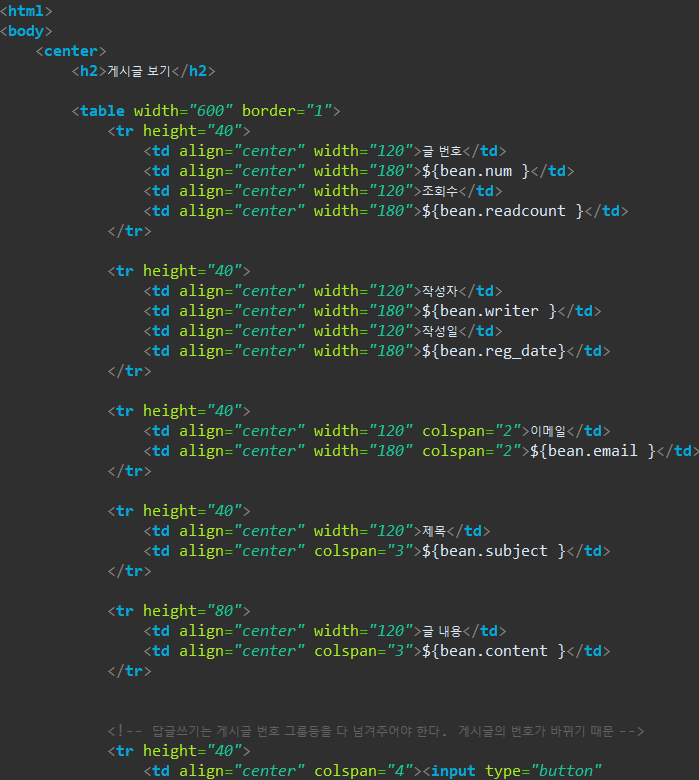 <html>
<body>
<center>
<h2>게시글 보기</h2>
<table width="600" border="1">
<tr height="40">
<td align="center" width="120">글 번호</td>
<td align="center" width="180">${bean.num }</td>
<td align="center" width="120">조회수</td>
<td align="center" width="180">${bean.readcount }</td>
</tr>
<tr height="40">
<td align="center" width="120">작성자</td>
<td align="center" width="180">${bean.writer }</td>
<td align="center" width="120">작성일</td>
<td align="center" width="180">${bean.reg_date}</td>
</tr>
<tr height="40">
<td align="center" width="120" colspan="2">이메일</td>
<td align="center" width="180" colspan="2">${bean.email }</td>
</tr>
<tr height="40">
<td align="center" width="120">제목</td>
<td align="center" colspan="3">${bean.subject }</td>
</tr>
<tr height="80">
<td align="center" width="120">글 내용</td>
<td align="center" colspan="3">${bean.content }</td>
</tr>
<!-- 답글쓰기는 게시글 번호 그룹등을 다 넘겨주어야 한다. 게시글의 번호가 바뀌기 때문 -->
<tr height="40">
<td align="center" colspan="4"><input type="button"